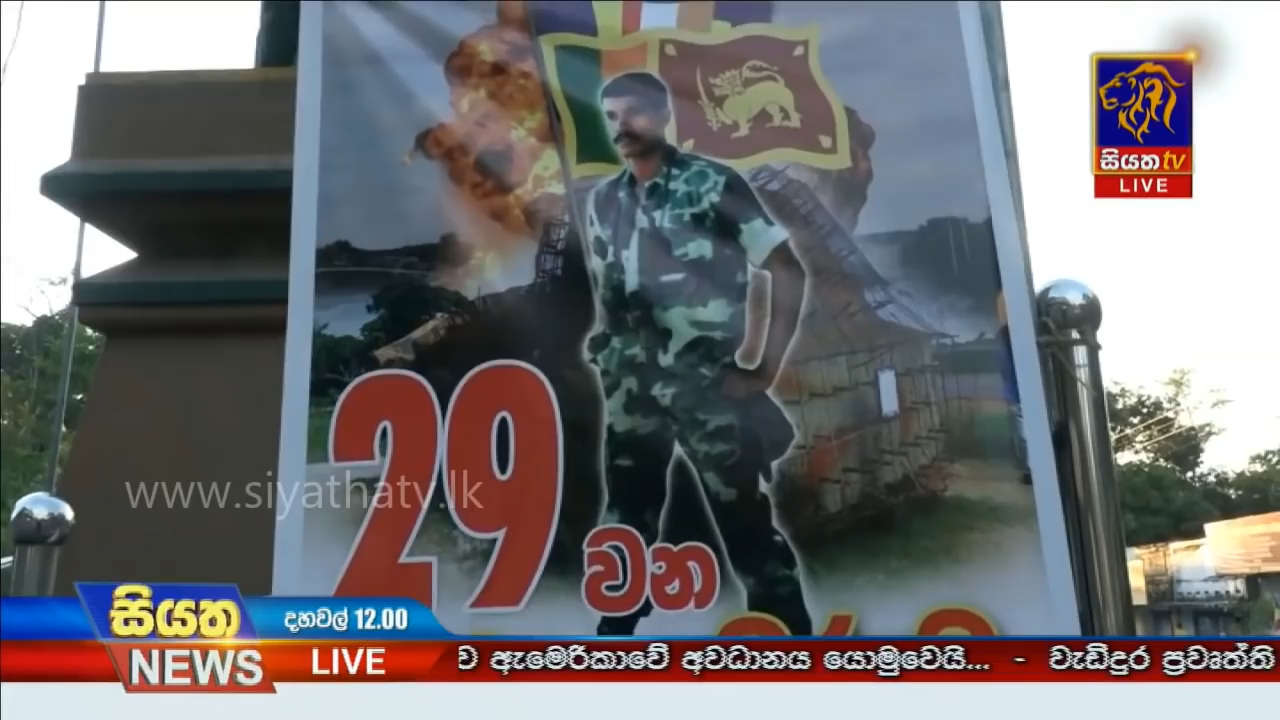 සියත tv
LIVE
29 වන
www.siyathatv.lk
සියත
දහවල් 12.00
NEWS
LIVE
ව ඇමෙරිකාවේ අවධානය යොමුවෙයි... - වැඩිදුර ප්‍රවෘත්ති